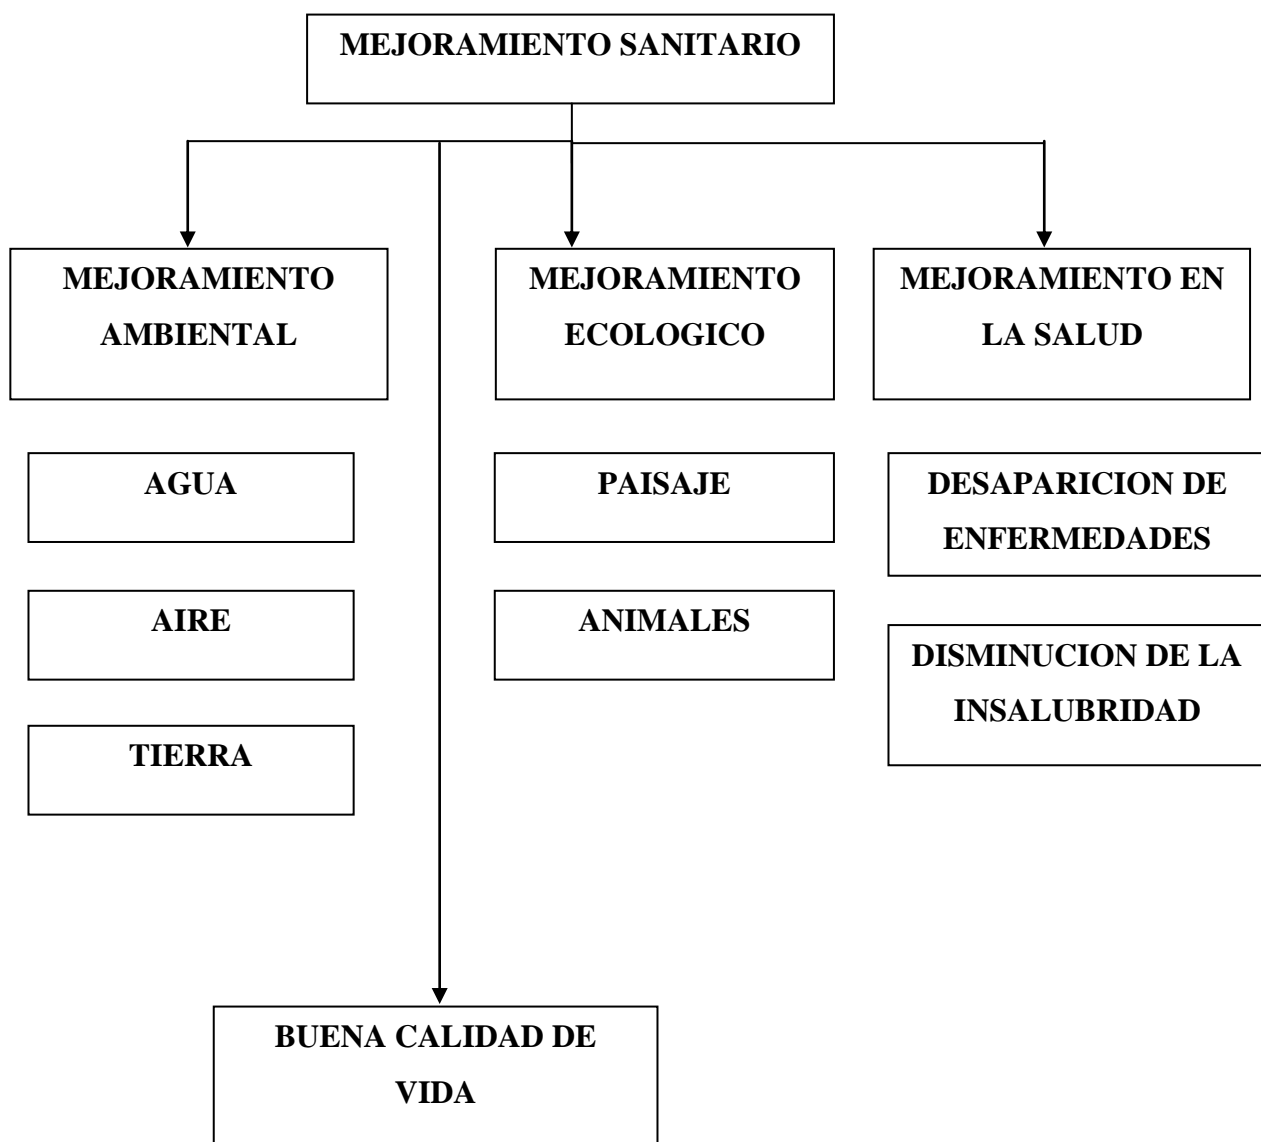 MEJORAMIENTO SANITARIO
MEJORAMIENTO
AMBIENTAL
MEJORAMIENTO
ECOLOGICO
MEJORAMIENTO EN
LA SALUD
AGUA
PAISAJE
DESAPARICION DE
ENFERMEDADES
AIRE
ANIMALES
DISMINUCION DE LA
INSALUBRIDAD
TIERRA
BUENA CALIDAD DE
VIDA